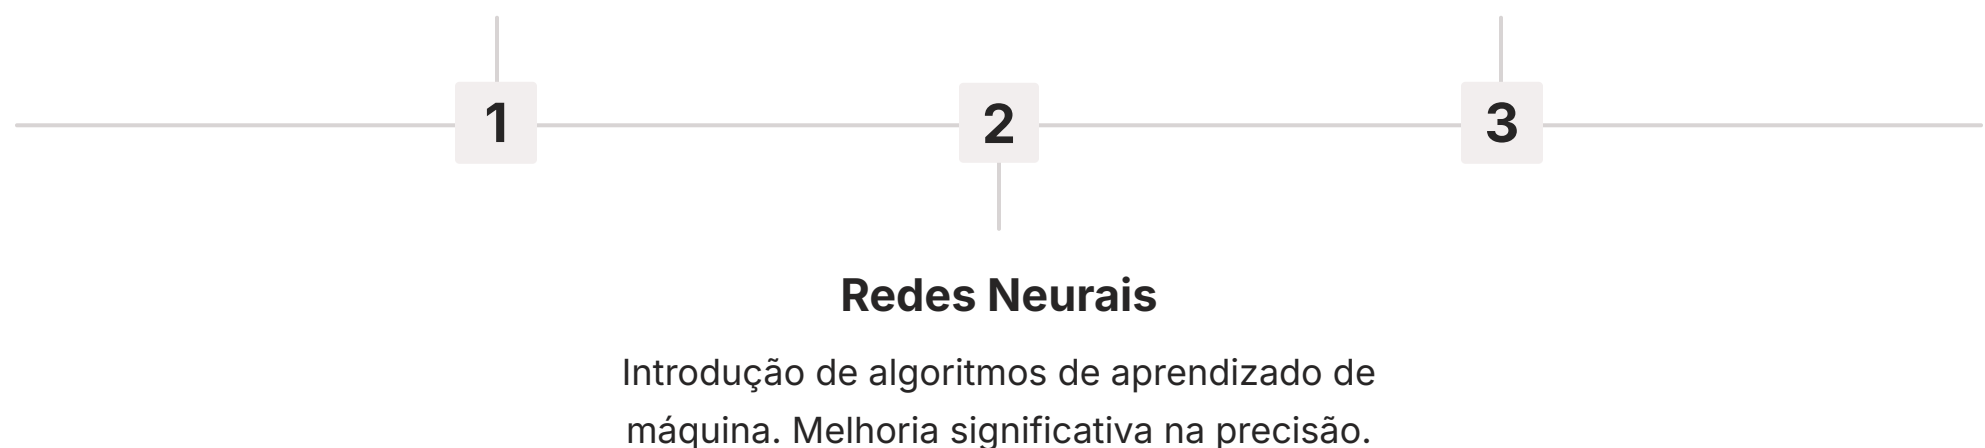 1
2
3
Redes Neurais
Introdução de algoritmos de aprendizado de
máquina. Melhoria significativa na precisão.